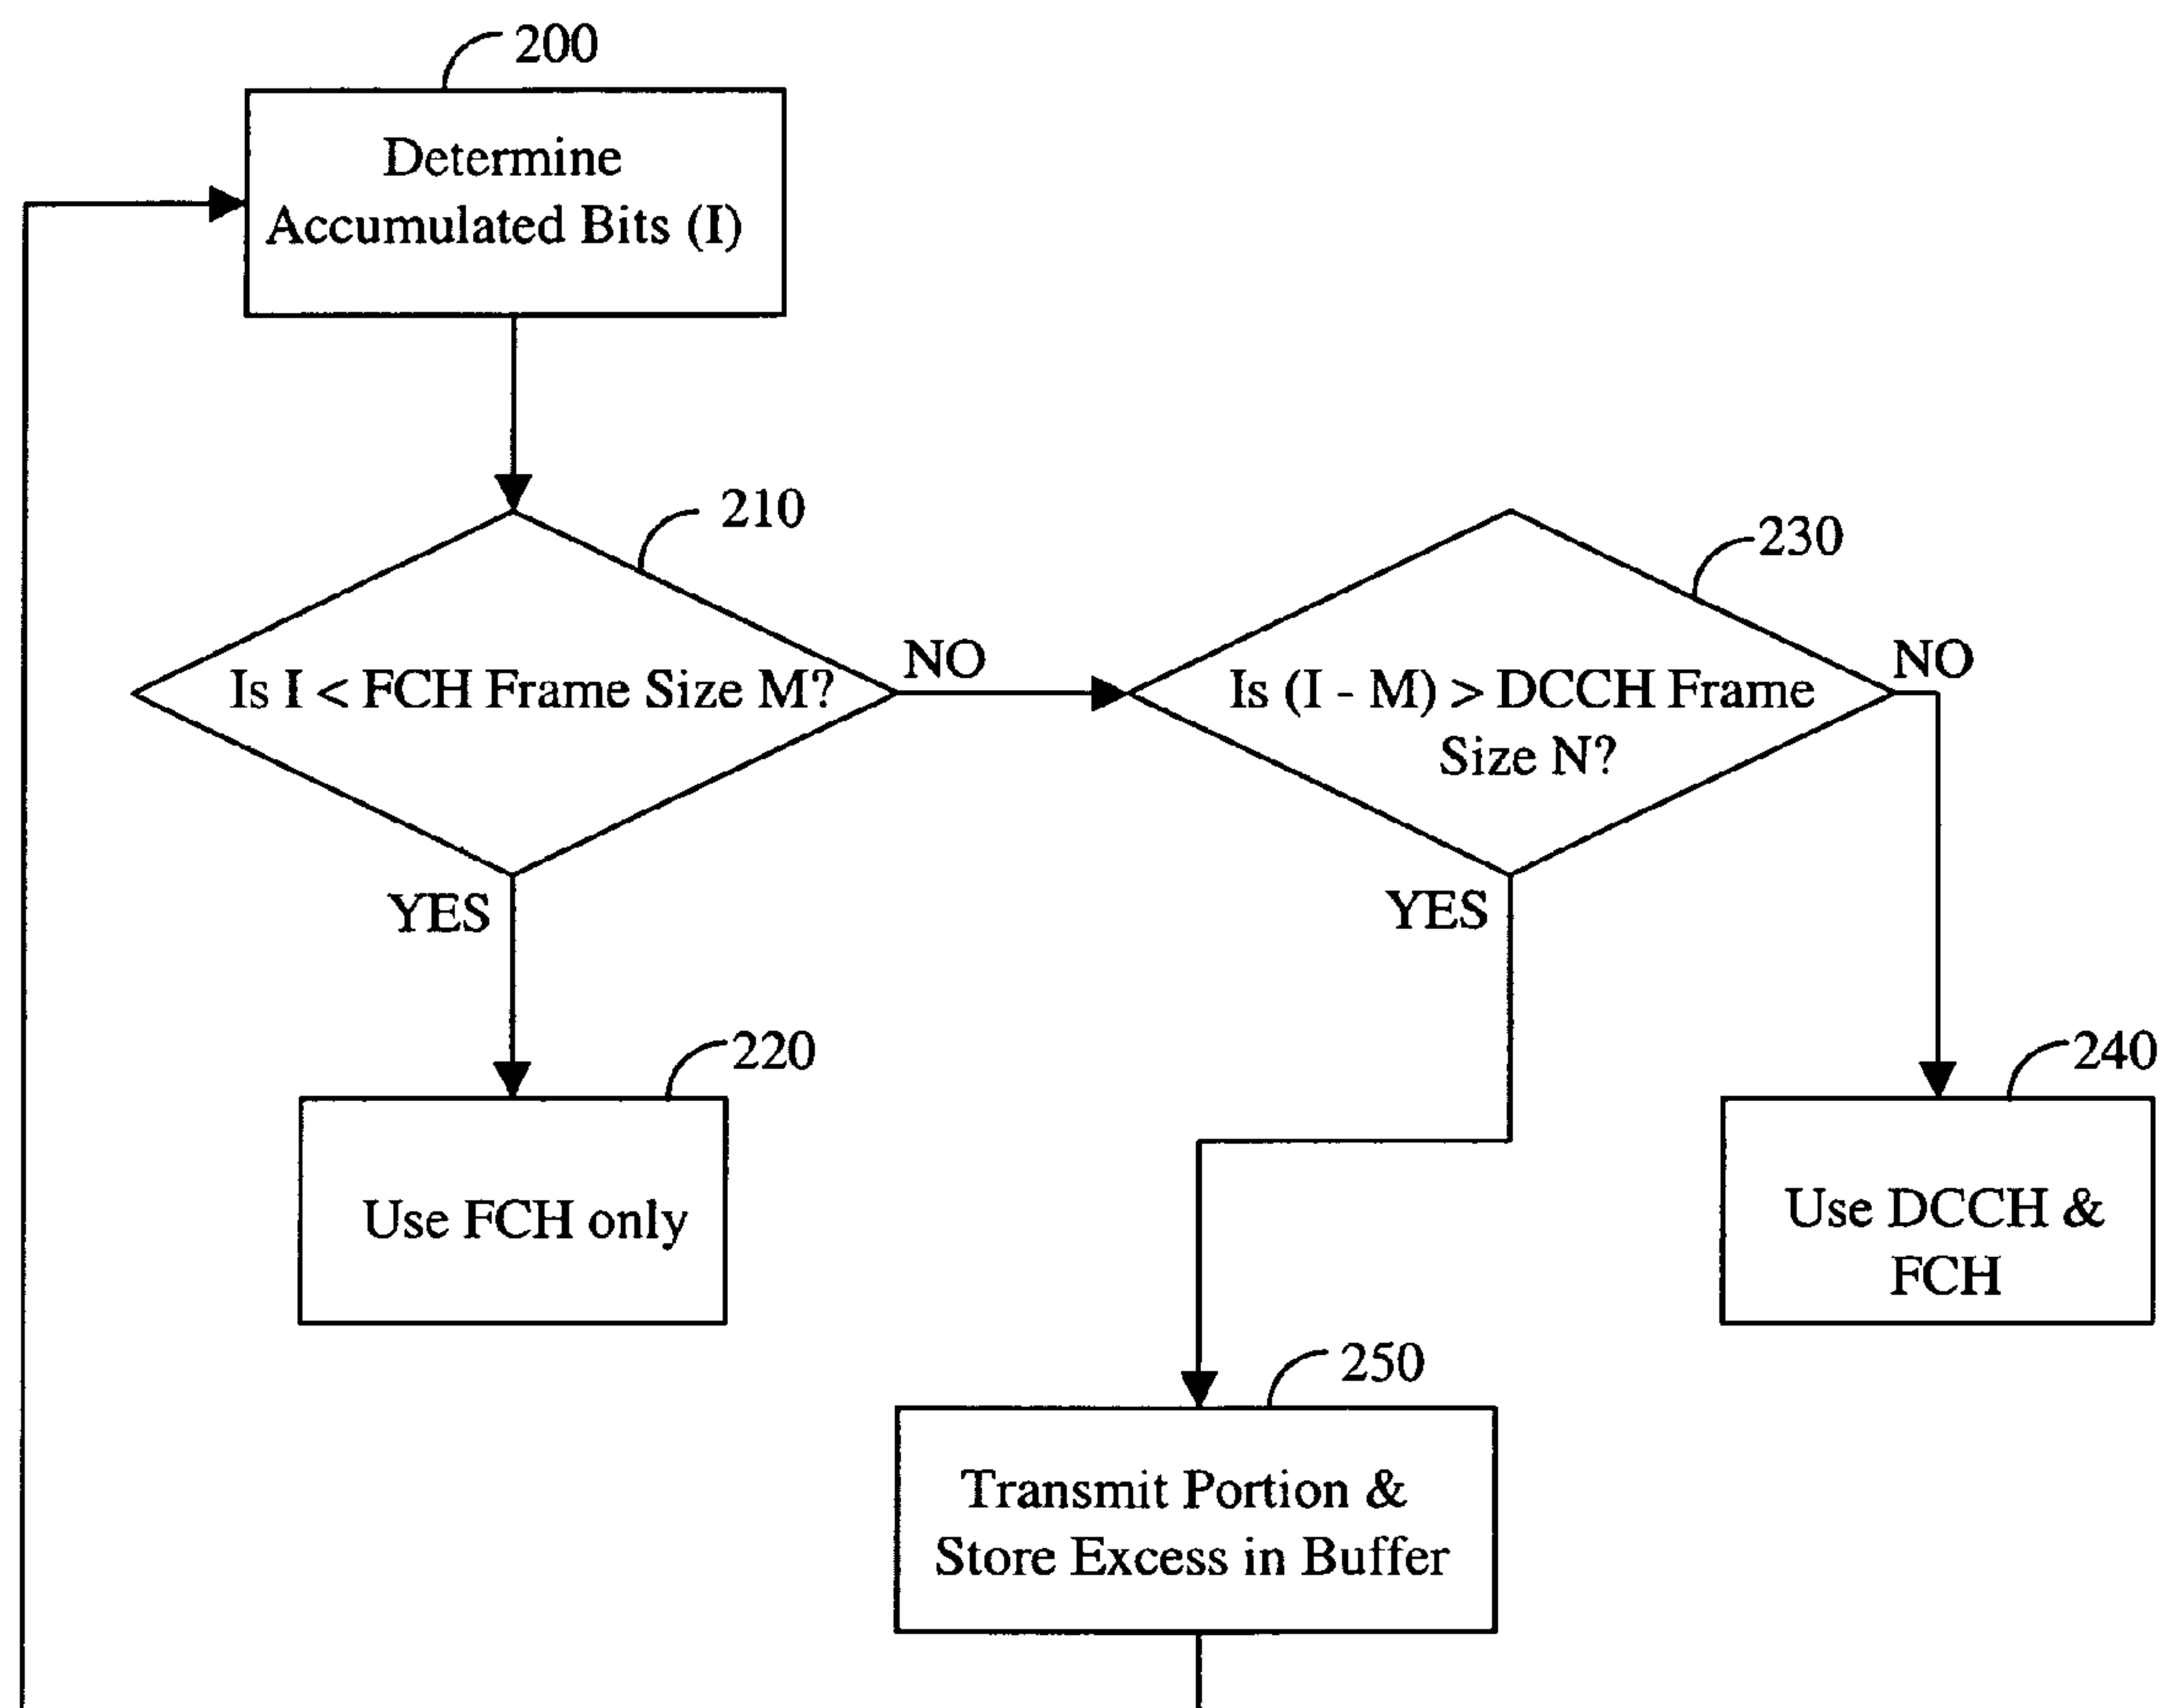 200
Determine
Accumulated Bits (I)
210
Is I < FCH Frame Size M?
NO
YES
230
Is (I - M) > DCCH Frame
Size N?
NO
YES
220
Use FCH only
240
Use DCCH &
FCH
250
Transmit Portion &
Store Excess in Buffer